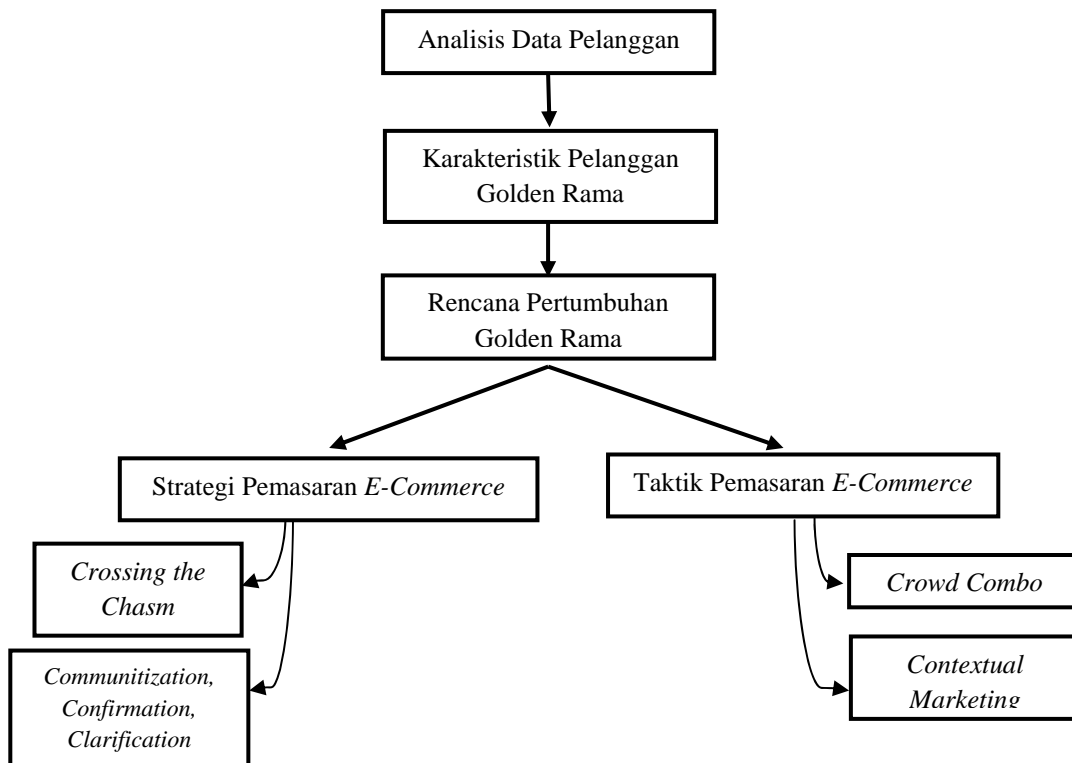 Analisis Data Pelanggan
Karakteristik Pelanggan
Golden Rama
Rencana Pertumbuhan
Golden Rama
Strategi Pemasaran E-Commerce
Taktik Pemasaran E-Commerce
Crossing the
Chasm
Communitization,
Confirmation,
Clarification
Crowd Combo
Contextual
Marketing